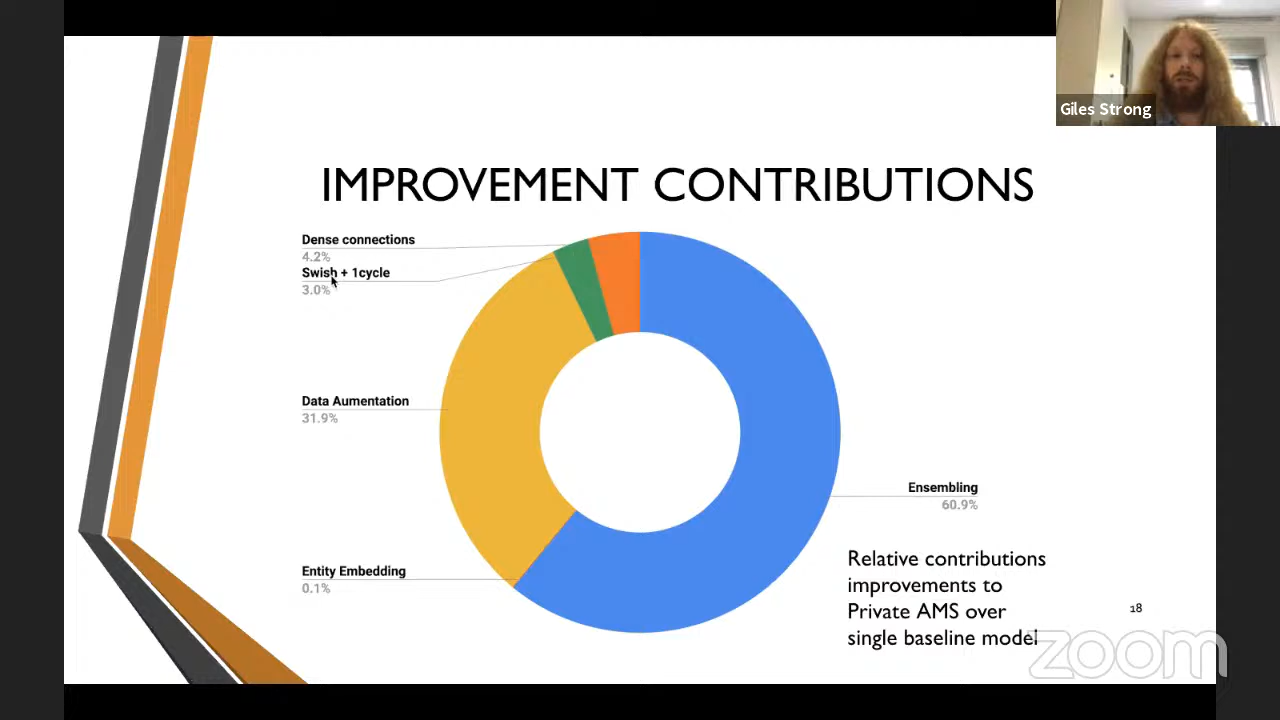 Giles Strong
IMPROVEMENT CONTRIBUTIONS
Dense connections
4.2%
Swish + 1cycle
3.0%
Data Aumentation
31.9%
Ensembling
60.9%
Entity Embedding
0.1%
Relative contributions
improvements to
Private AMS over
single baseline model
18
zoom